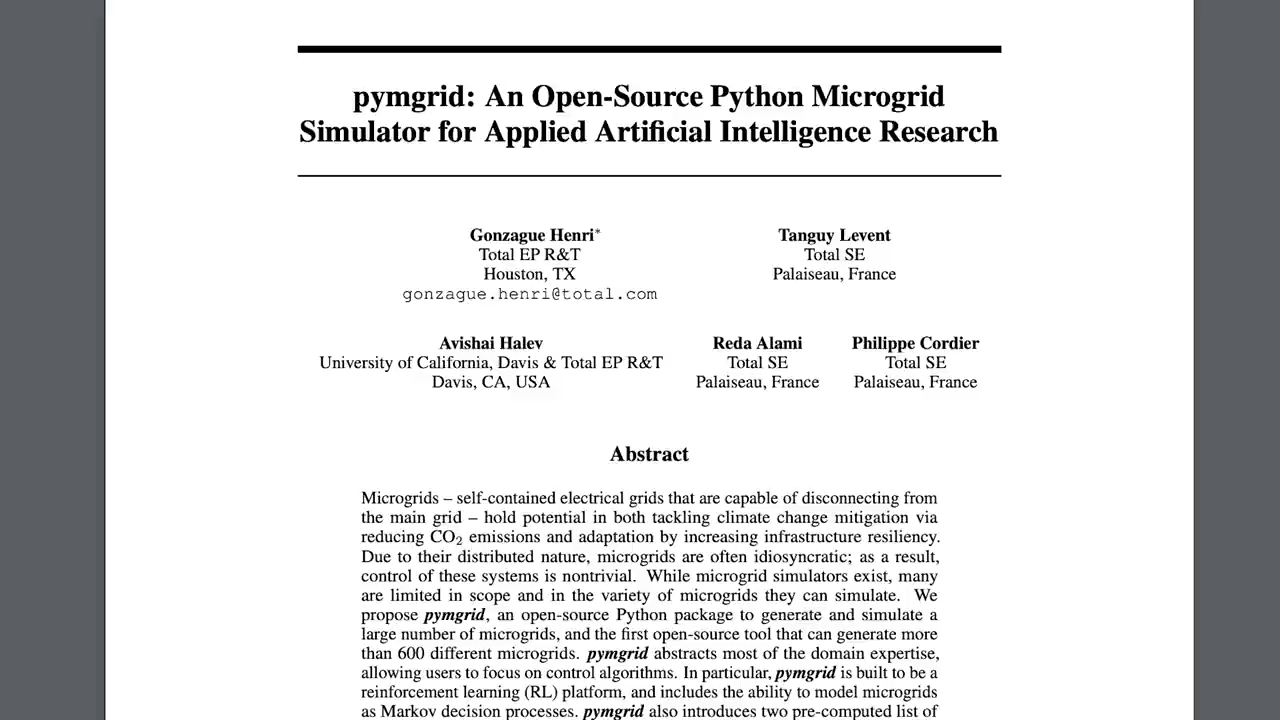 pymgrid: An Open-Source Python Microgrid
Simulator for Applied Artificial Intelligence Research
Gonzague Henri*
Total EP R&T
Houston, TX
gonzague.henri@total.com
Tanguy Levent
Total SE
Palaiseau, France
Avishai Halev
University of California, Davis & Total EP R&T
Davis, CA, USA
Reda Alami
Total SE
Palaiseau, France
Philippe Cordier
Total SE
Palaiseau, France
Abstract
Microgrids – self-contained electrical grids that are capable of disconnecting from
the main grid – hold potential in both tackling climate change mitigation via
reducing CO₂ emissions and adaptation by increasing infrastructure resiliency.
Due to their distributed nature, microgrids are often idiosyncratic; as a result,
control of these systems is nontrivial. While microgrid simulators exist, many
are limited in scope and in the variety of microgrids they can simulate. We
propose pymgrid, an open-source Python package to generate and simulate a
large number of microgrids, and the first open-source tool that can generate more
than 600 different microgrids. pymgrid abstracts most of the domain expertise,
allowing users to focus on control algorithms. In particular, pymgrid is built to be a
reinforcement learning (RL) platform, and includes the ability to model microgrids
as Markov decision processes. pymgrid also introduces two pre-computed list of